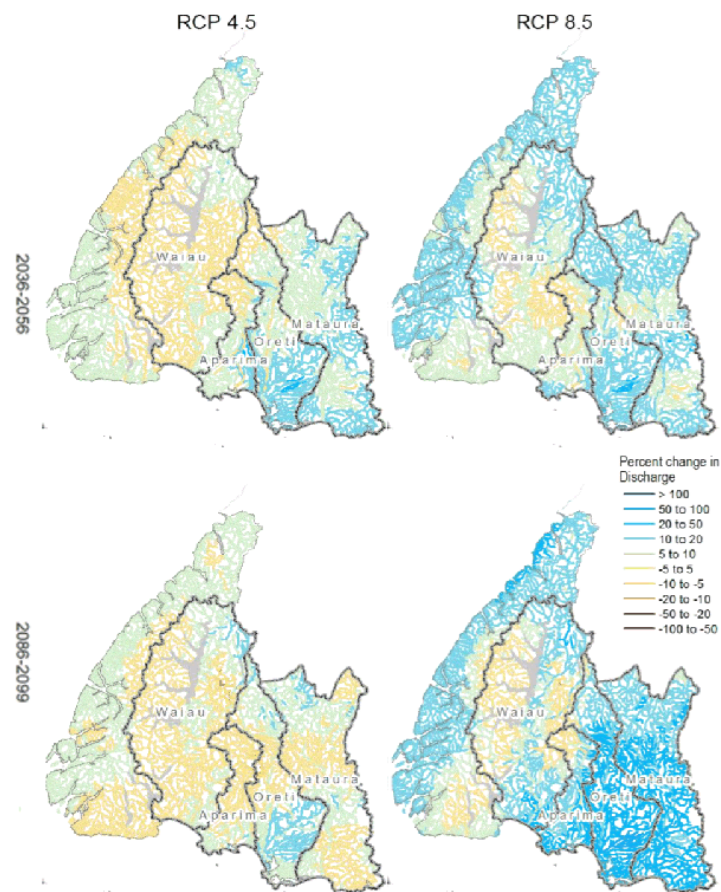 RCP 4.5
RCP 8.5
2036-2056
Waiau
Mataura
Oreti
Aparima
Waiau
Mataura
Oreti
Aparima
Percent change in
Discharge
> 100
50 to 100
20 to 50
10 to 20
5 to 10
-5 to 5
-10 to -5
-20 to -10
-50 to -20
-100 to -50
2086-2099
Waiau
Mataura
Oreti
Aparima
Waiau
Mataura
Oreti
Aparima